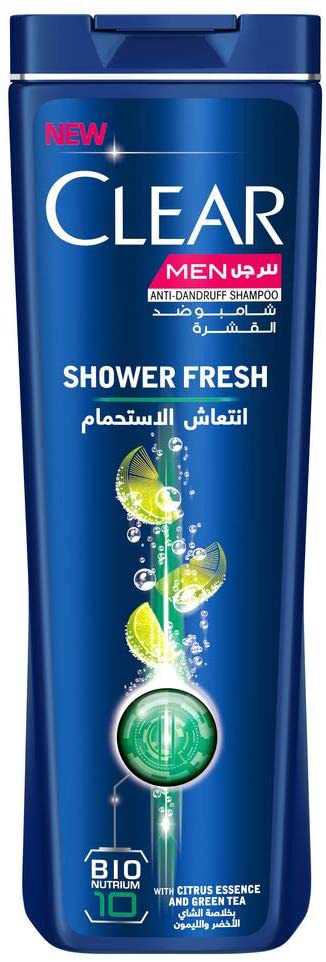 NEW
CLEAR
MEN للرجل
ANTI-DANDRUFF SHAMPOO
شامبو ضد
القشرة
SHOWER FRESH
انتعاش الاستحمام
BIO
NUTRIUM
10
WITH CITRUS ESSENCE
AND GREEN TEA
بخلاصة الشاي
الأخضر والليمون